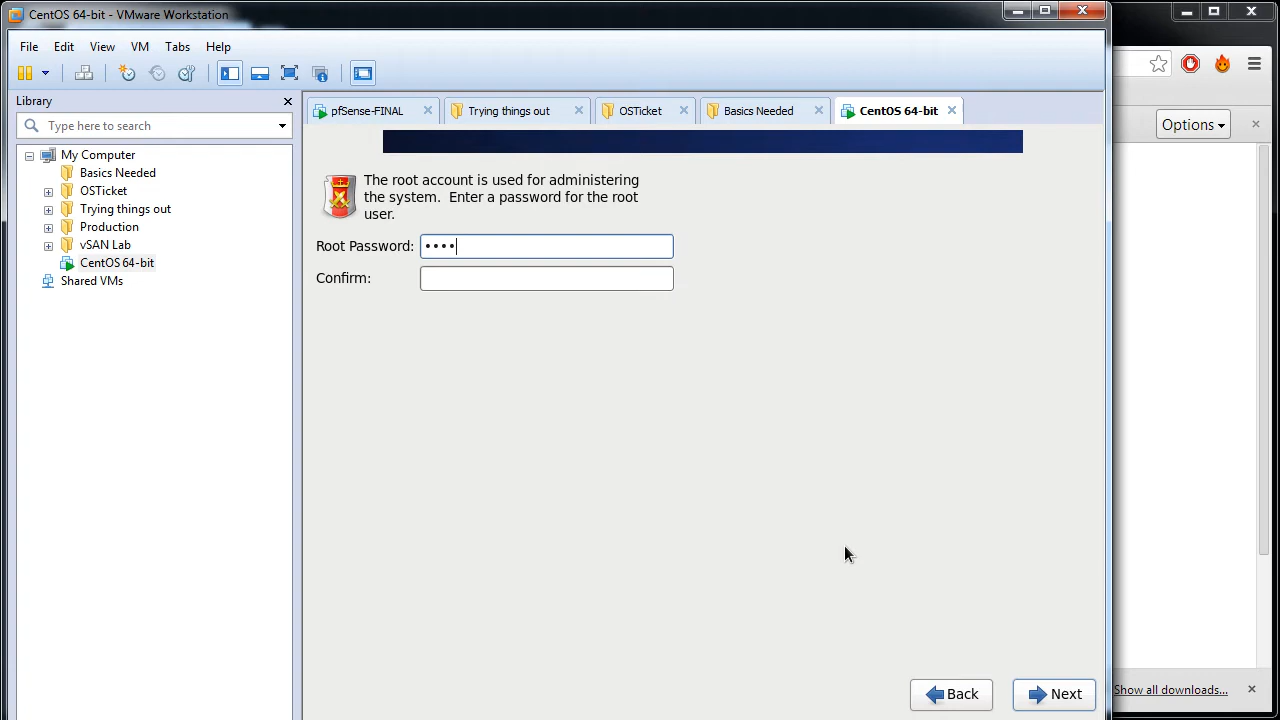 CentOS 64-bit - VMware Workstation
File Edit View VM Tabs Help
Library
Type here to search
My Computer
Basics Needed
OSTicket
Trying things out
Production
vSAN Lab
CentOS 64-bit
Shared VMs
pfSense-FINAL Trying things out OSTicket Basics Needed CentOS 64-bit
The root account is used for administering
the system. Enter a password for the root
user.
Root Password: ••••
Confirm:
Back Next
Options
Show all downloads...